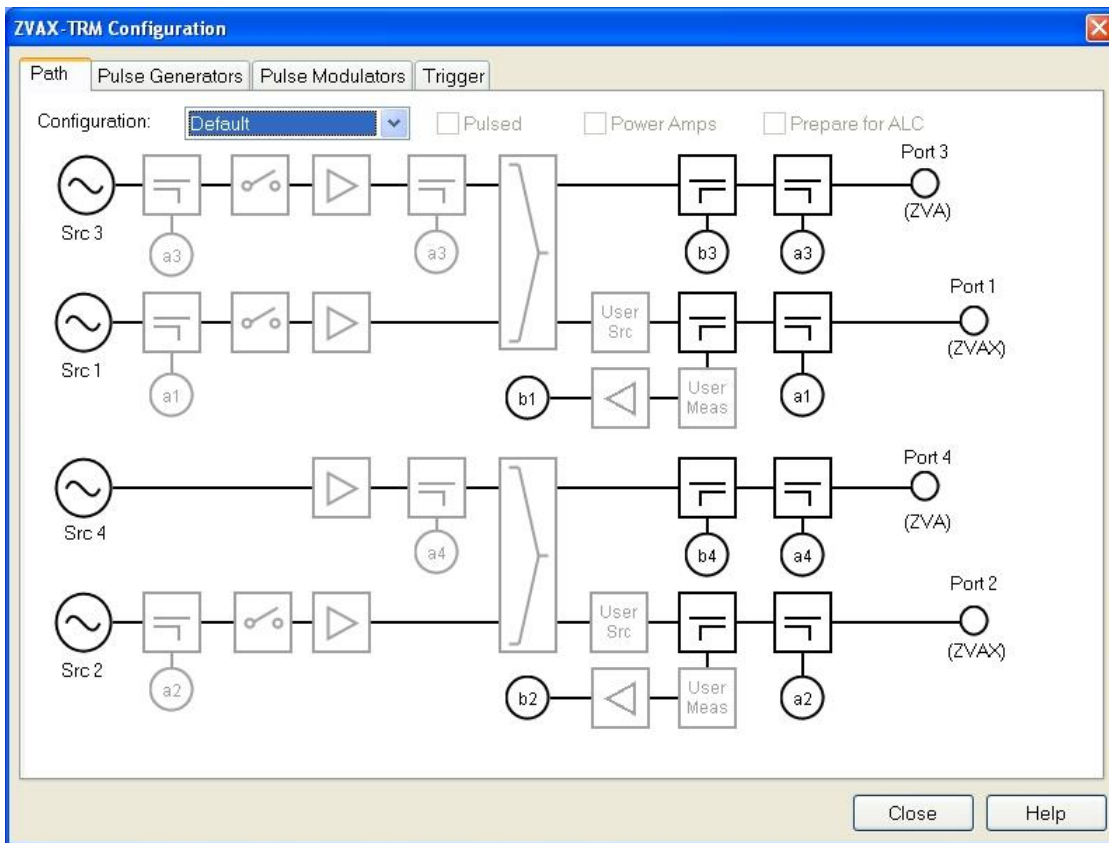 ZVAX-TRM Configuration
Path Pulse Generators Pulse Modulators Trigger
Configuration: Default Pulsed Power Amps Prepare for ALC
Port 3
(ZVA)
Src 3
a3 a3 b3 a3
Port 1
(ZVAX)
User
Src
Src 1
a1 b1 User
Meas a1
Port 4
(ZVA)
Src 4
a4 b4 a4
Port 2
(ZVAX)
User
Src
Src 2
a2 b2 User
Meas a2
Close Help